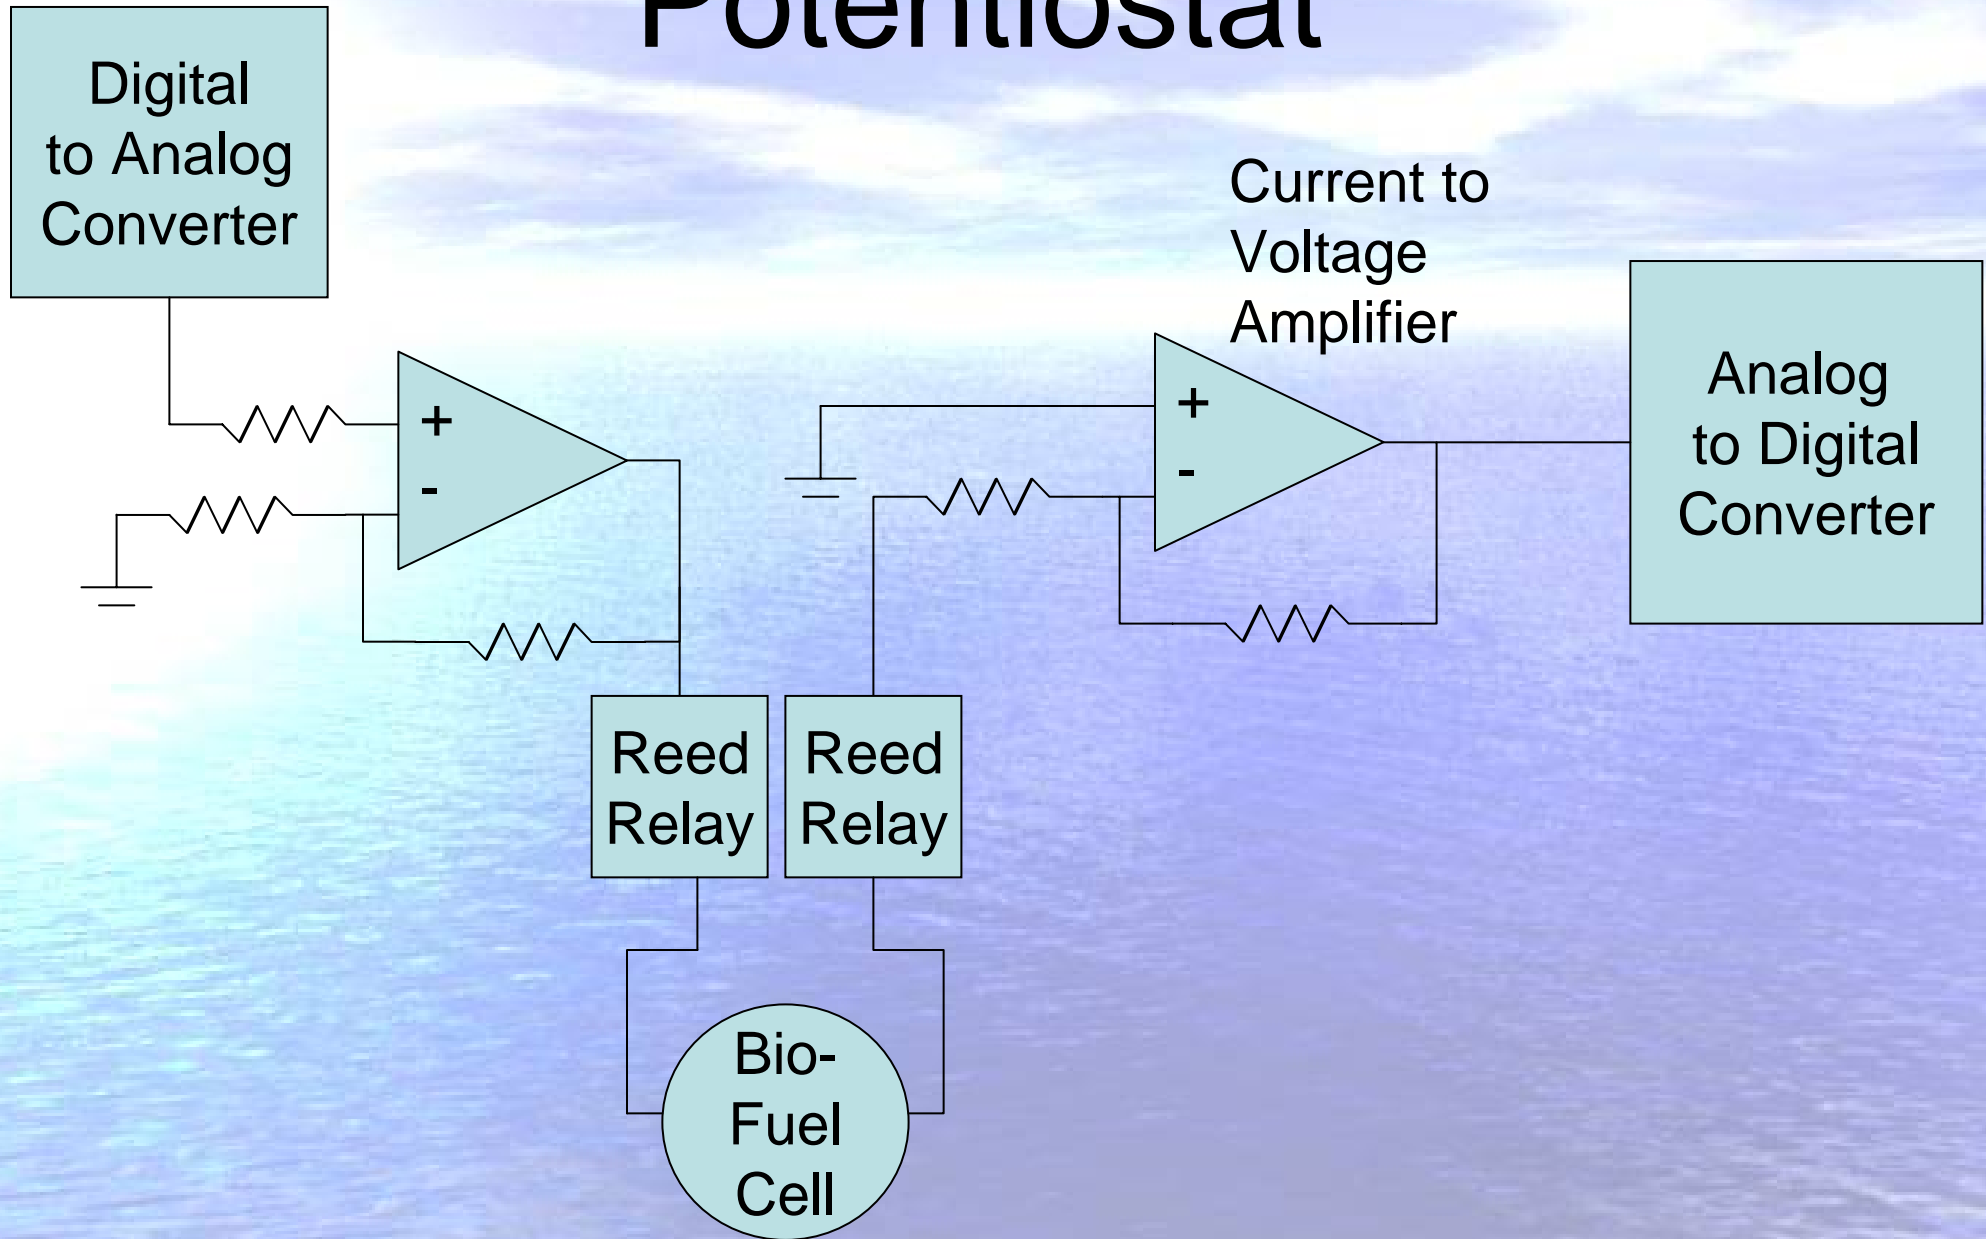 Potentiostat
Digital
to Analog
Converter
Current to
Voltage
Amplifier
+
-
+
-
Analog
to Digital
Converter
Reed
Relay
Reed
Relay
Bio-
Fuel
Cell